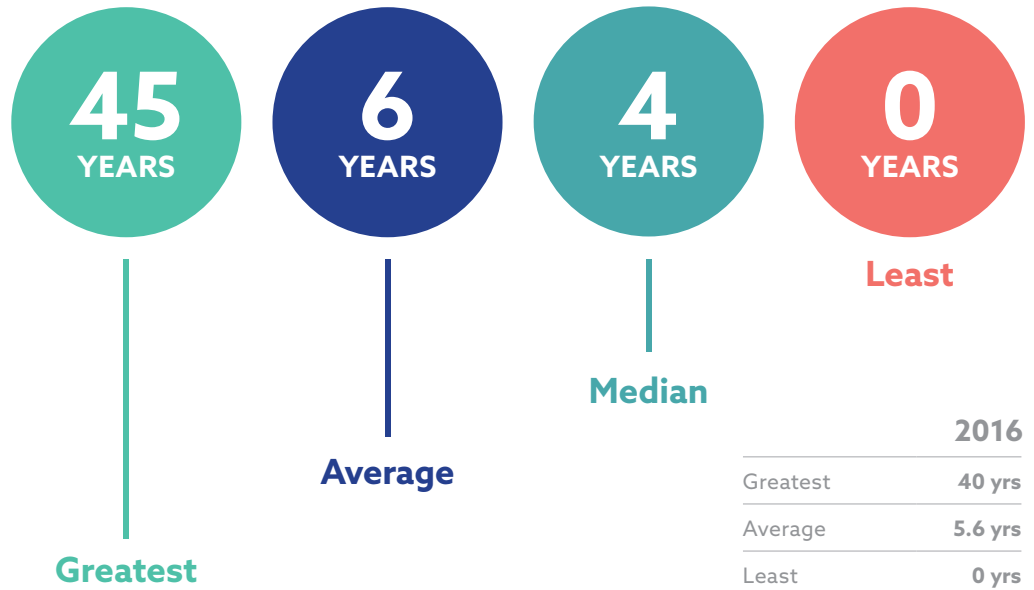 45
YEARS
Greatest
6
YEARS
Average
4
YEARS
Median
0
YEARS
Least
2016
Greatest 40 yrs
Average 5.6 yrs
Least 0 yrs